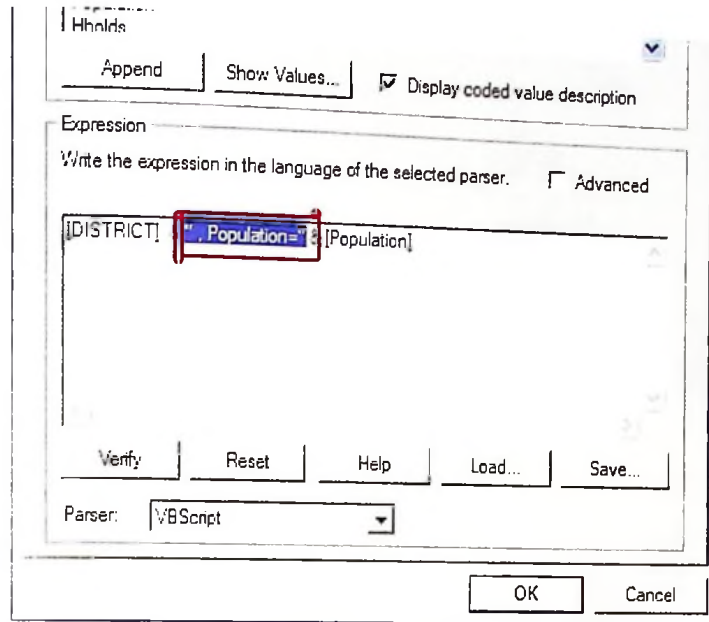 Hholds
Append Show Values... Display coded value description
Expression
Write the expression in the language of the selected parser. Advanced
[DISTRICT] " , Population=" & [Population]
Verify Reset Help Load... Save...
Parser: VBScript
OK Cancel